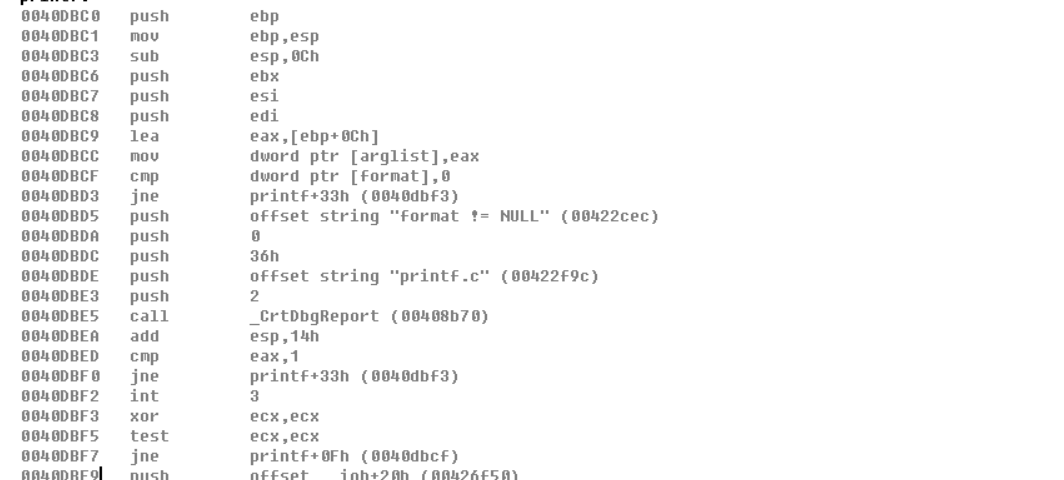 printf:
0040DBC0 push ebp
0040DBC1 mov ebp,esp
0040DBC3 sub esp,0Ch
0040DBC6 push ebx
0040DBC7 push esi
0040DBC8 push edi
0040DBC9 lea eax,[ebp+0Ch]
0040DBCC mov dword ptr [arglist],eax
0040DBCF cmp dword ptr [format],0
0040DBD3 jne printf+33h (0040dbf3)
0040DBD5 push offset string "format != NULL" (00422cec)
0040DBDA push 0
0040DBDC push 36h
0040DBDE push offset string "printf.c" (00422f9c)
0040DBE3 push 2
0040DBE5 call _CrtDbgReport (00408b70)
0040DBEA add esp,14h
0040DBED cmp eax,1
0040DBF0 jne printf+33h (0040dbf3)
0040DBF2 int 3
0040DBF3 xor ecx,ecx
0040DBF5 test ecx,ecx
0040DBF7 jne printf+0Fh (0040dbcf)
0040DBF9 push offset __iob+20h (00426f50)